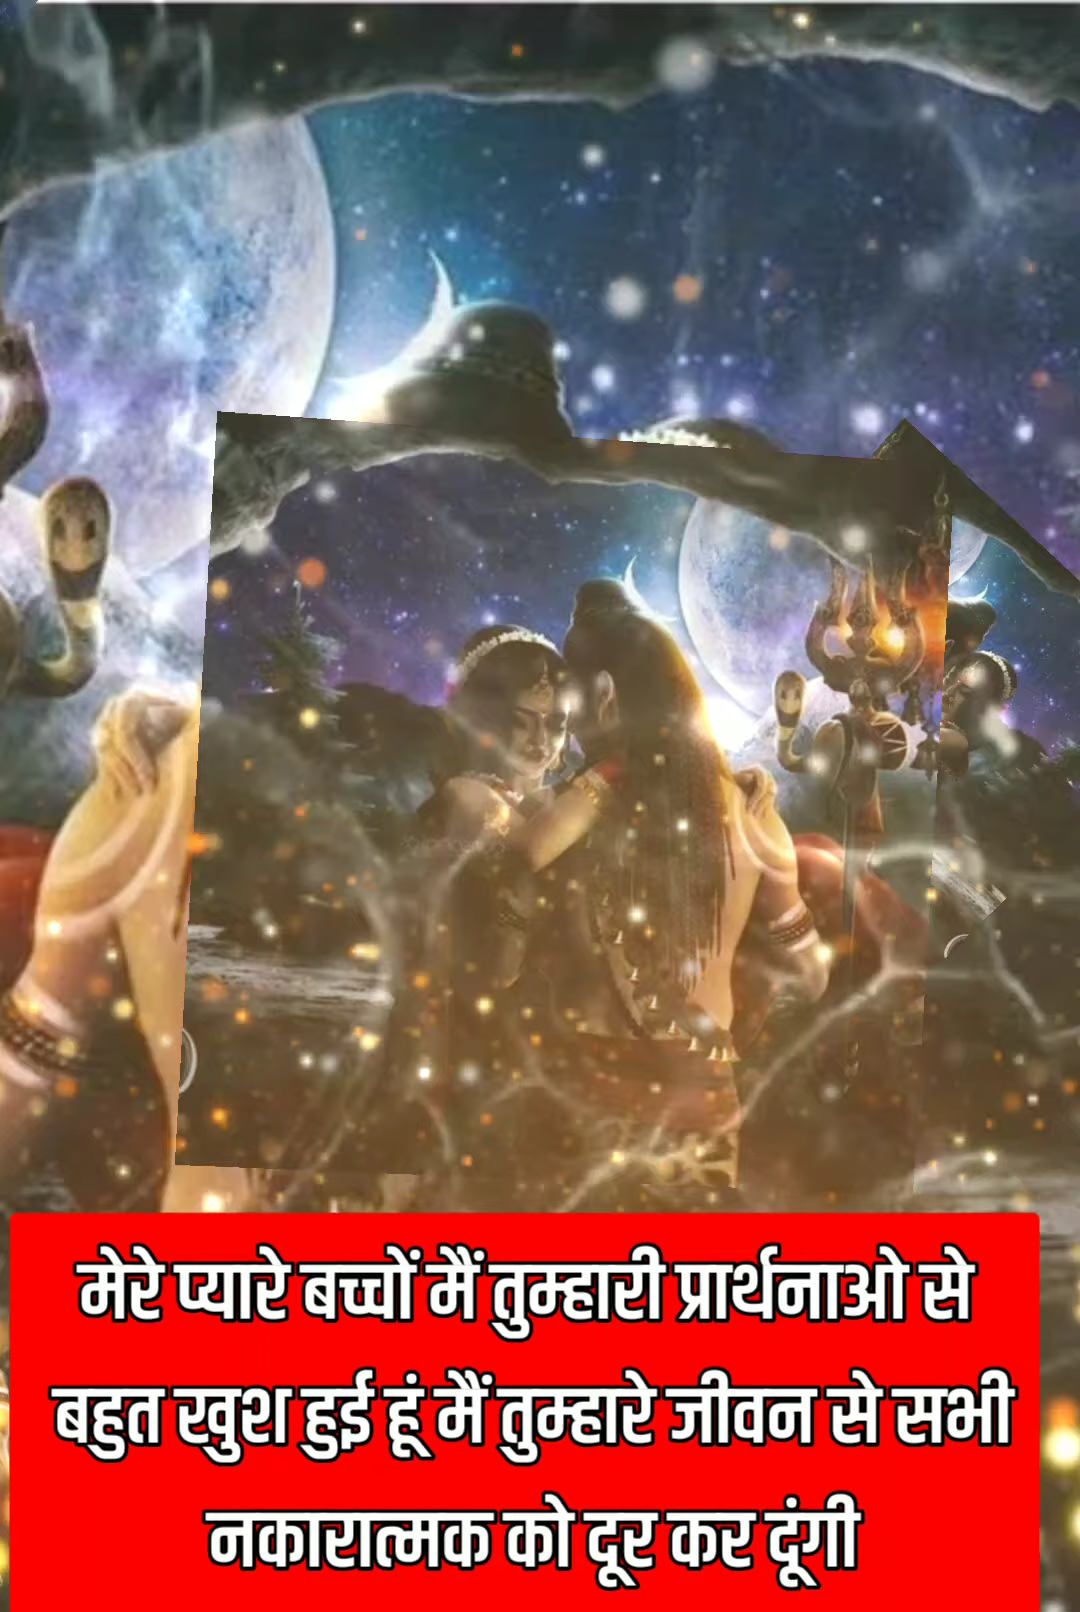 मेरे प्यारे बच्चों मैं तुम्हारी प्रार्थनाओ से
बहुत खुश हुई हूं मैं तुम्हारे जीवन से सभी
नकारात्मक को दूर कर दूंगी